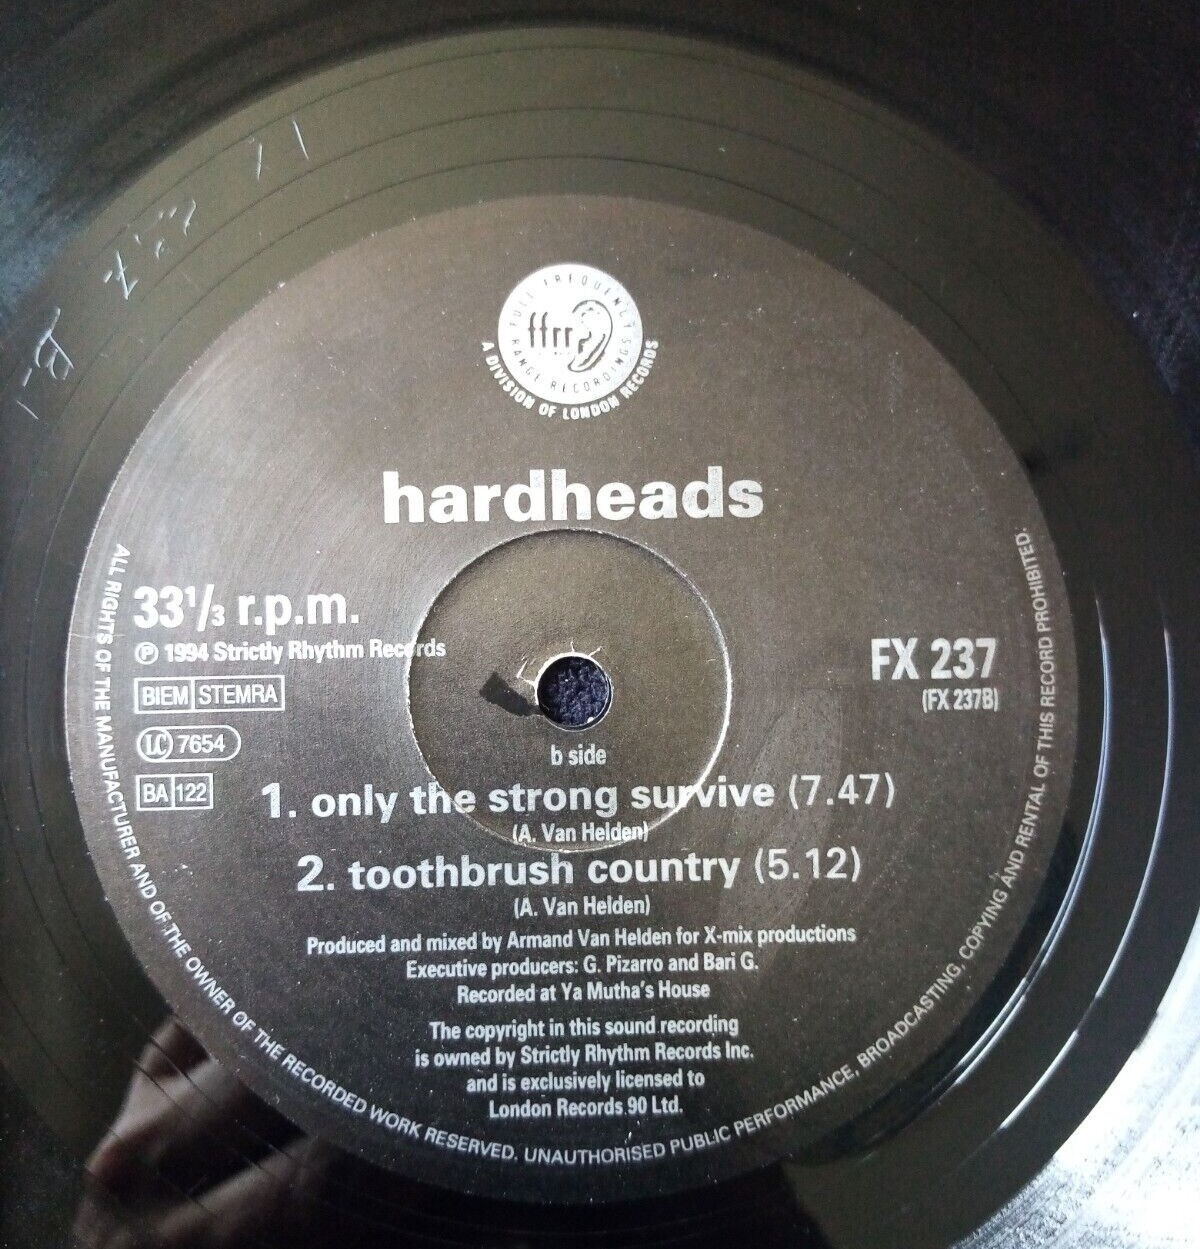 FULL FREQUENCY
ffrr
RANGE RECORDINGS
A DIVISION OF LONDON RECORDS
hardheads
33⅓ r.p.m.
℗ 1994 Strictly Rhythm Records
BIEM STEMRA
LC 7654
BA 122
FX 237
(FX 237B)
b side
1. only the strong survive (7.47)
(A. Van Helden)
2. toothbrush country (5.12)
(A. Van Helden)
Produced and mixed by Armand Van Helden for X-mix productions
Executive producers: G. Pizarro and Bari G.
Recorded at Ya Mutha's House
The copyright in this sound recording
is owned by Strictly Rhythm Records Inc.
and is exclusively licensed to
London Records 90 Ltd.
ALL RIGHTS OF THE MANUFACTURER AND OF THE OWNER OF THE RECORDED WORK RESERVED. UNAUTHORISED PUBLIC PERFORMANCE, BROADCASTING, COPYING AND RENTAL OF THIS RECORD PROHIBITED.